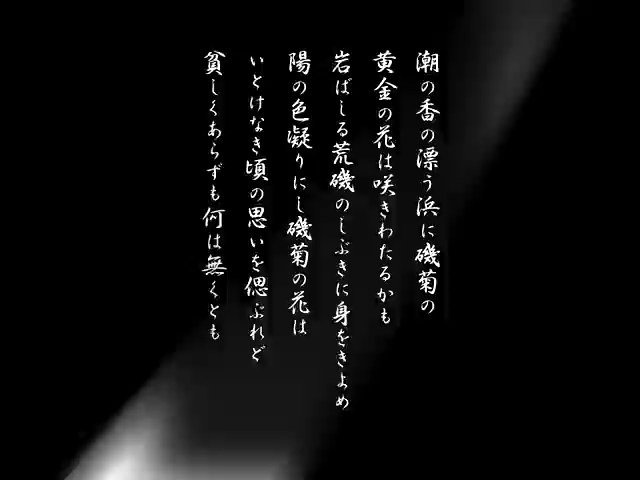 潮の香の漂う浜に磯菊の
黄金の花は咲きわたるかも
岩ばしる荒磯のしぶきに身をきよめ
陽の色凝りにし磯菊の花は
いとけなき頃の思いを偲ぶれど
貧しくあらずも何は無くとも